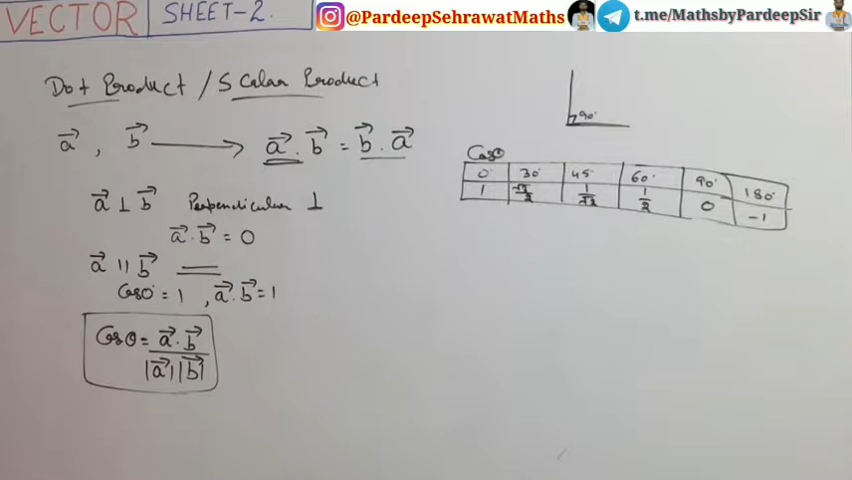 VECTOR SHEET-2.
@PardeepSehrawatMaths
t.me/MathsbyPardeepSir
Dot Product / Scalar Product
a⃗ , b⃗ ⟶ a⃗ . b⃗ = b⃗ . a⃗
a⃗ ⊥ b⃗ Perpendicular ⊥
a⃗ . b⃗ = 0
a⃗ || b⃗
Cos0° = 1 , a⃗ . b⃗ = 1
Cosθ = a⃗ . b⃗ / |a⃗||b⃗|
90°
Cosθ
0° 30° 45° 60° 90° 180°
1 √3/2 1/√2 1/2 0 -1